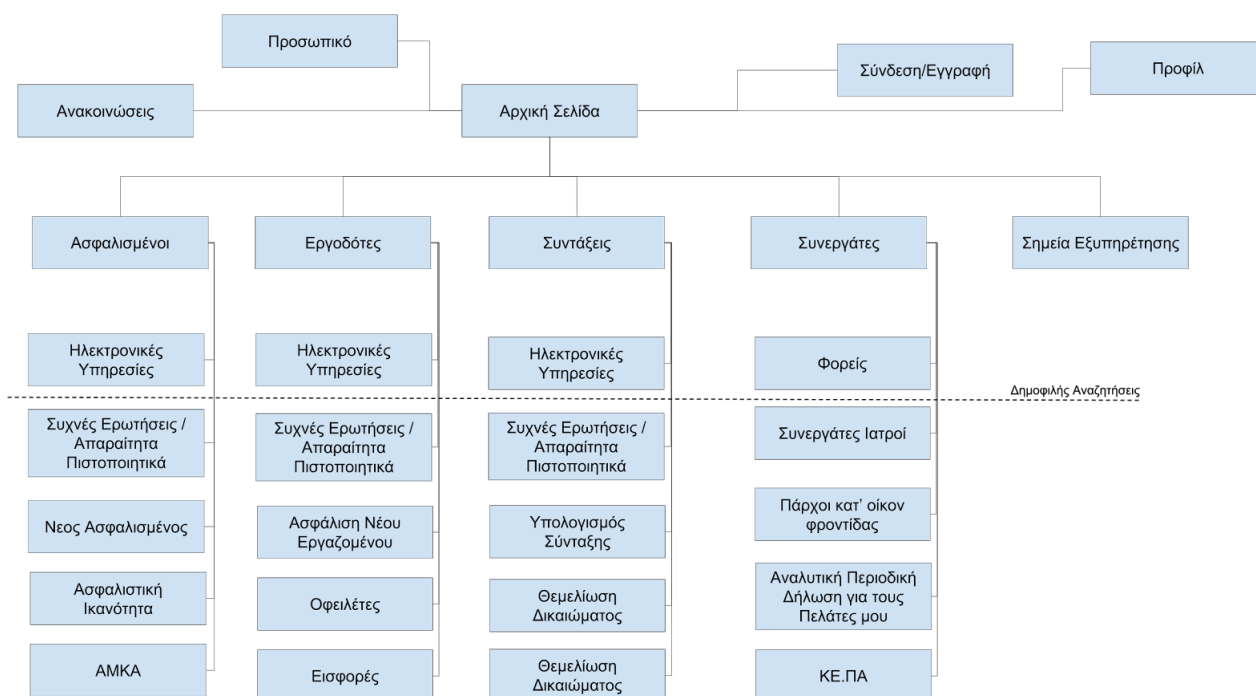 Προσωπικό
Σύνδεση/Εγγραφή
Προφίλ
Ανακοινώσεις
Αρχική Σελίδα
Ασφαλισμένοι
Εργοδότες
Συντάξεις
Συνεργάτες
Σημεία Εξυπηρέτησης
Ηλεκτρονικές
Υπηρεσίες
Ηλεκτρονικές
Υπηρεσίες
Ηλεκτρονικές
Υπηρεσίες
Φορείς
Δημοφιλής Αναζητήσεις
Συχνές Ερωτήσεις /
Απαραίτητα
Πιστοποιητικά
Συχνές Ερωτήσεις /
Απαραίτητα
Πιστοποιητικά
Συχνές Ερωτήσεις /
Απαραίτητα
Πιστοποιητικά
Συνεργάτες Ιατροί
Νεος Ασφαλισμένος
Ασφάλιση Νέου
Εργαζομένου
Υπολογισμός
Σύνταξης
Πάρχοι κατ’ οίκον
φροντίδας
Ασφαλιστική
Ικανότητα
Οφειλέτες
Θεμελίωση
Δικαιώματος
Αναλυτική Περιοδική
Δήλωση για τους
Πελάτες μου
ΑΜΚΑ
Εισφορές
Θεμελίωση
Δικαιώματος
ΚΕ.ΠΑ